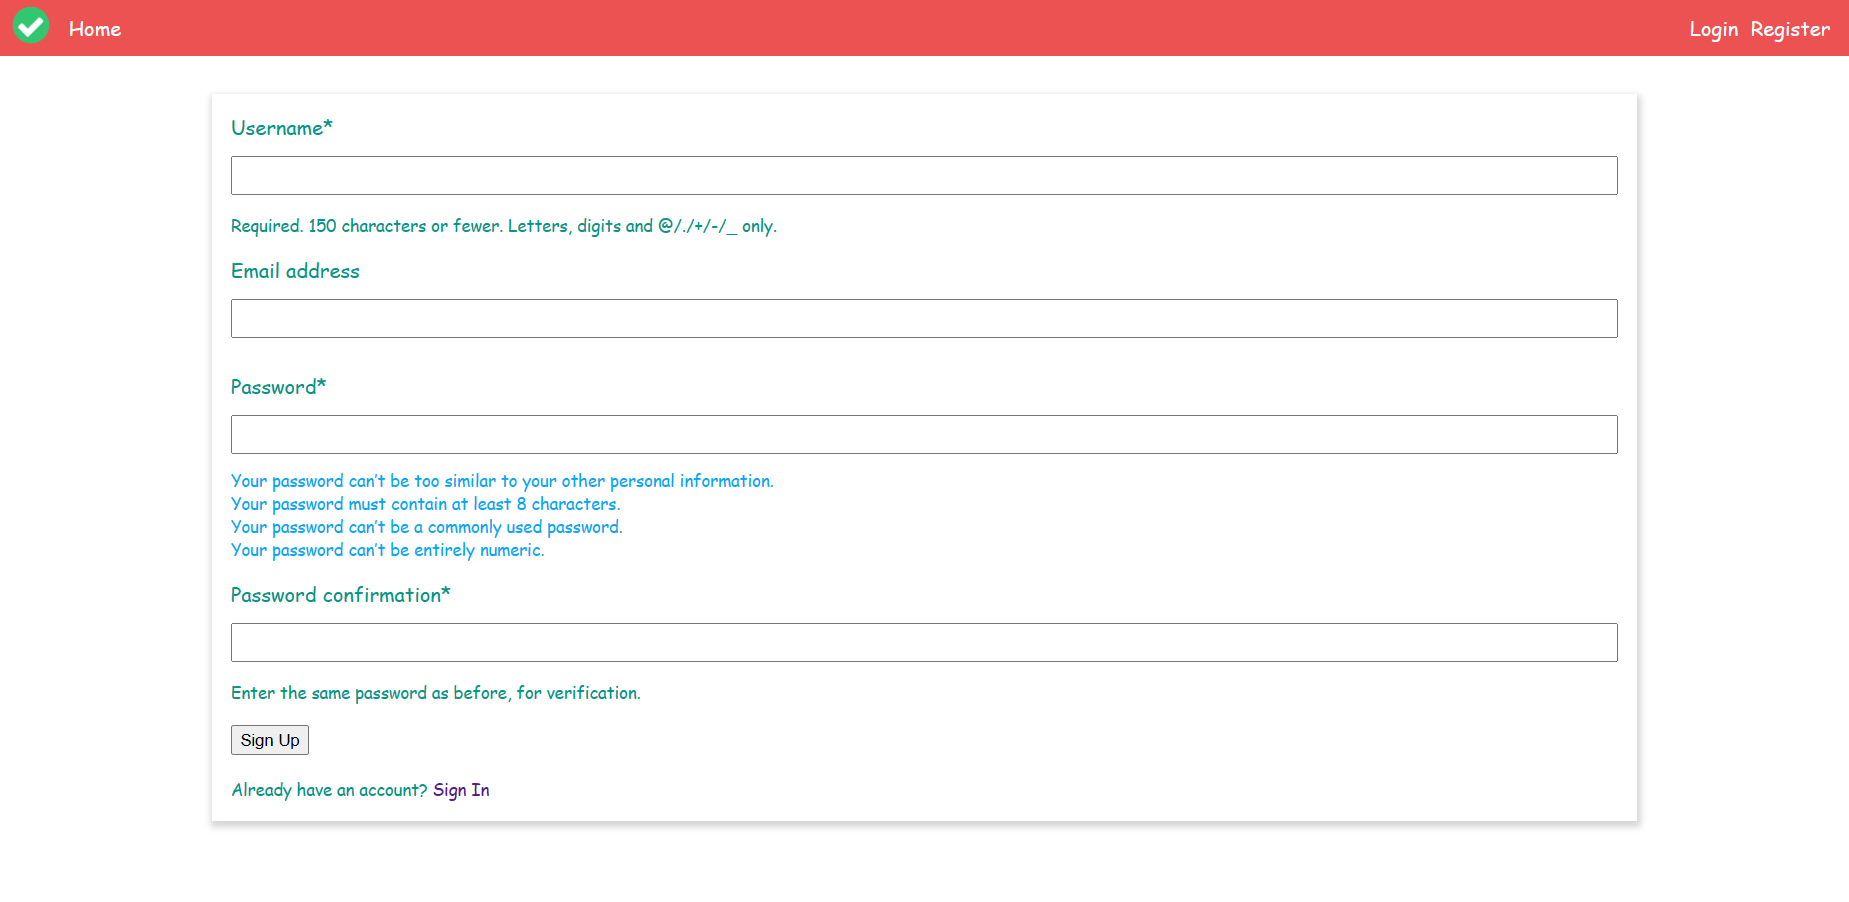 Home
Login Register
Username*
Required. 150 characters or fewer. Letters, digits and @/./+/-/_ only.
Email address
Password*
Your password can't be too similar to your other personal information.
Your password must contain at least 8 characters.
Your password can't be a commonly used password.
Your password can't be entirely numeric.
Password confirmation*
Enter the same password as before, for verification.
Sign Up
Already have an account? Sign In